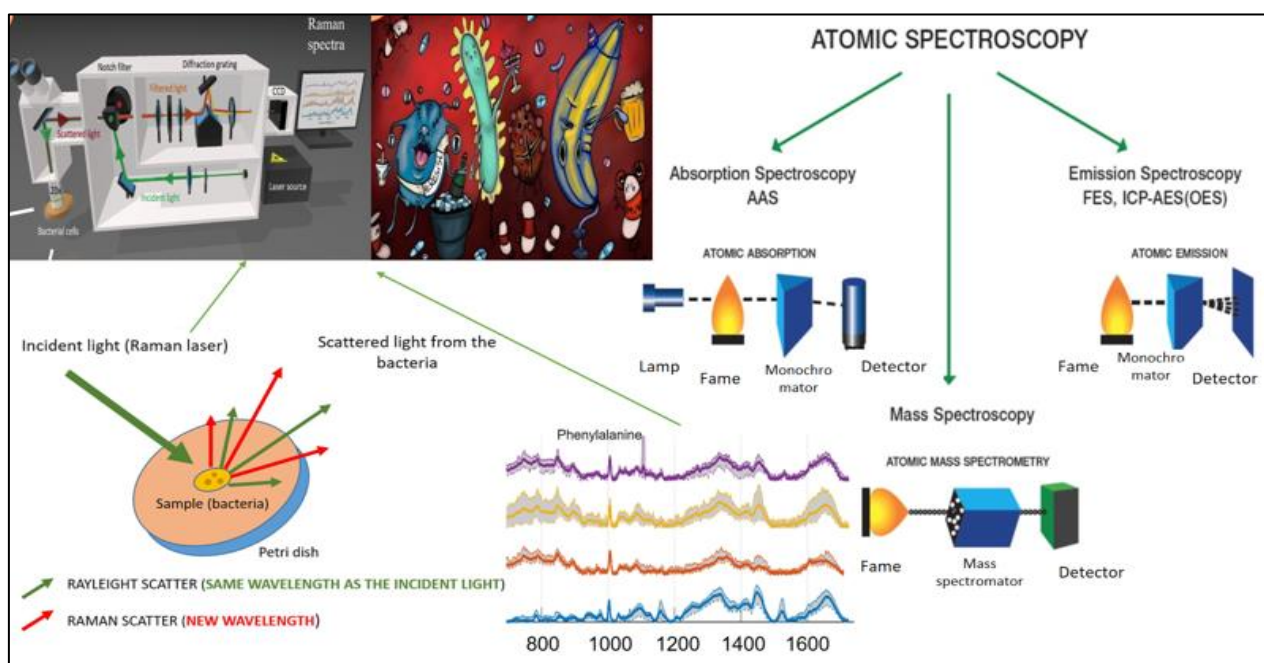 Raman
spectra
Notch filter
Diffraction grating
Filtered light
CCD
Scattered light
Laser source
Incident light
Bacterial cells
ATOMIC SPECTROSCOPY
Absorption Spectroscopy
AAS
Emission Spectroscopy
FES, ICP-AES(OES)
ATOMIC ABSORPTION
Lamp
Fame
Monochro
mator
Detector
ATOMIC EMISSION
Fame
Monochro
mator
Detector
Mass Spectroscopy
ATOMIC MASS SPECTROMETRY
Fame
Mass
spectromator
Detector
Incident light (Raman laser)
Scattered light from the
bacteria
Sample (bacteria)
Petri dish
RAYLEIGHT SCATTER (SAME WAVELENGTH AS THE INCIDENT LIGHT)
RAMAN SCATTER (NEW WAVELENGTH)
Phenylalanine
800 1000 1200 1400 1600